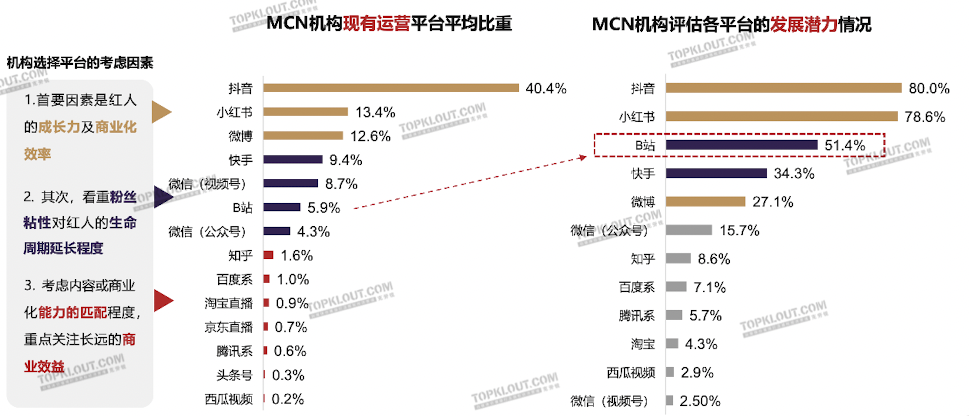 MCN机构现有运营平台平均比重
MCN机构评估各平台的发展潜力情况
机构选择平台的考虑因素
1.首要因素是红人
的成长力及商业化
效率
2. 其次，看重粉丝
粘性对红人的生命
周期延长程度
3. 考虑内容或商业
化能力的匹配程度，
重点关注长远的商
业效益
抖音 40.4%
小红书 13.4%
微博 12.6%
快手 9.4%
微信（视频号） 8.7%
B站 5.9%
微信（公众号） 4.3%
知乎 1.6%
百度系 1.0%
淘宝直播 0.9%
京东直播 0.7%
腾讯系 0.6%
头条号 0.3%
西瓜视频 0.2%
抖音 80.0%
小红书 78.6%
B站 51.4%
快手 34.3%
微博 27.1%
微信（公众号） 15.7%
知乎 8.6%
百度系 7.1%
腾讯系 5.7%
淘宝 4.3%
西瓜视频 2.9%
微信（视频号） 2.50%
TOPKLOUT.COM
TOPKLOUT.COM
TOPKLOUT.COM
TOPKLOUT.COM
TOPKLOUT.COM
TOPKLOUT.COM
TOPKLOUT.COM
TOPKLOUT.COM
TOPKLOUT.COM
TOPKLOUT.COM